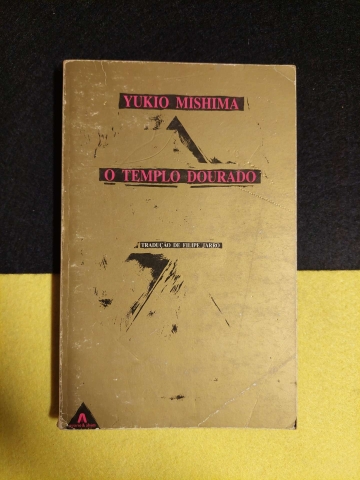 YUKIO MISHIMA
O TEMPLO DOURADO
TRADUÇÃO DE FILIPE JARRO